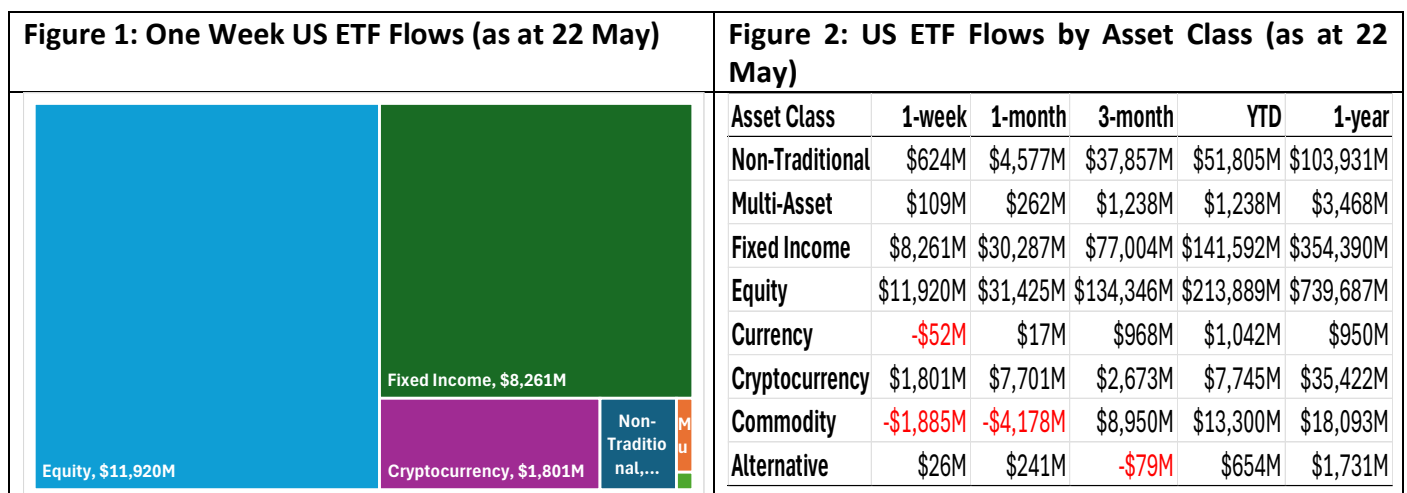 Figure 1: One Week US ETF Flows (as at 22 May)
Figure 2: US ETF Flows by Asset Class (as at 22
May)
Equity, $11,920M
Fixed Income, $8,261M
Cryptocurrency, $1,801M
Non-
Traditio
nal,...
M
u
Asset Class 1-week 1-month 3-month YTD 1-year
Non-Traditional $624M $4,577M $37,857M $51,805M $103,931M
Multi-Asset $109M $262M $1,238M $1,238M $3,468M
Fixed Income $8,261M $30,287M $77,004M $141,592M $354,390M
Equity $11,920M $31,425M $134,346M $213,889M $739,687M
Currency -$52M $17M $968M $1,042M $950M
Cryptocurrency $1,801M $7,701M $2,673M $7,745M $35,422M
Commodity -$1,885M -$4,178M $8,950M $13,300M $18,093M
Alternative $26M $241M -$79M $654M $1,731M